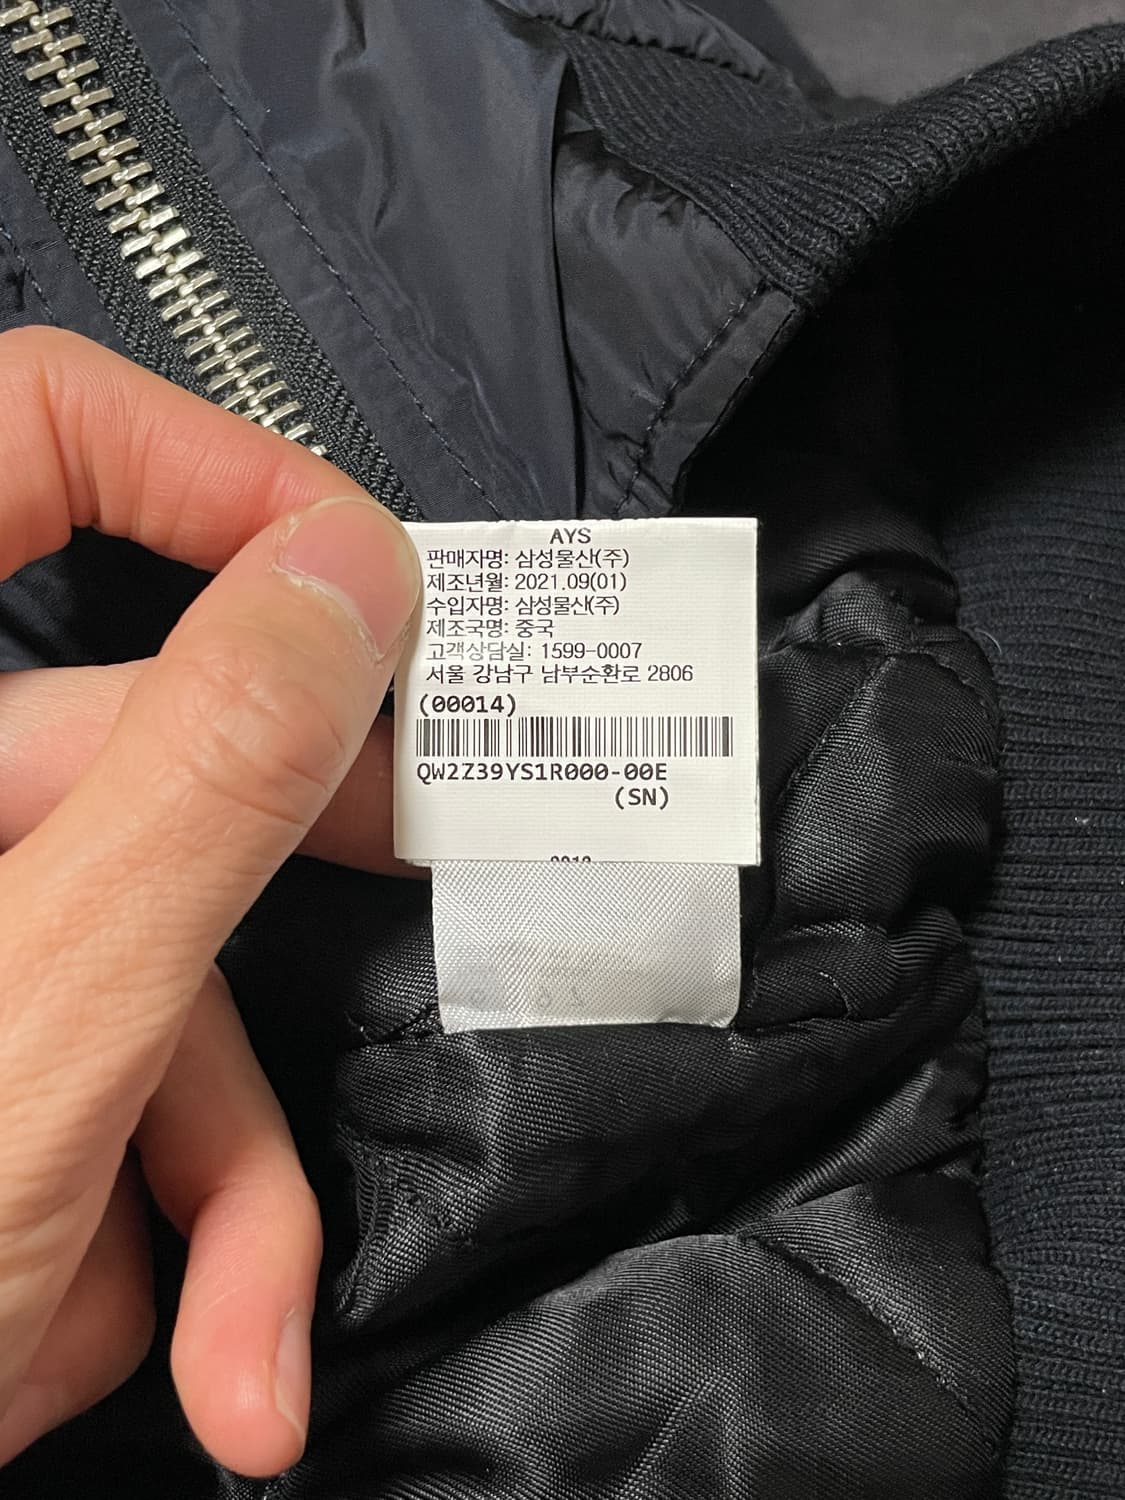 AYS
판매자명: 삼성물산(주)
제조년월: 2021.09(01)
수입자명: 삼성물산(주)
제조국명: 중국
고객상담실: 1599-0007
서울 강남구 남부순환로 2806
(00014)
QW2Z39YS1R000-00E
(SN)